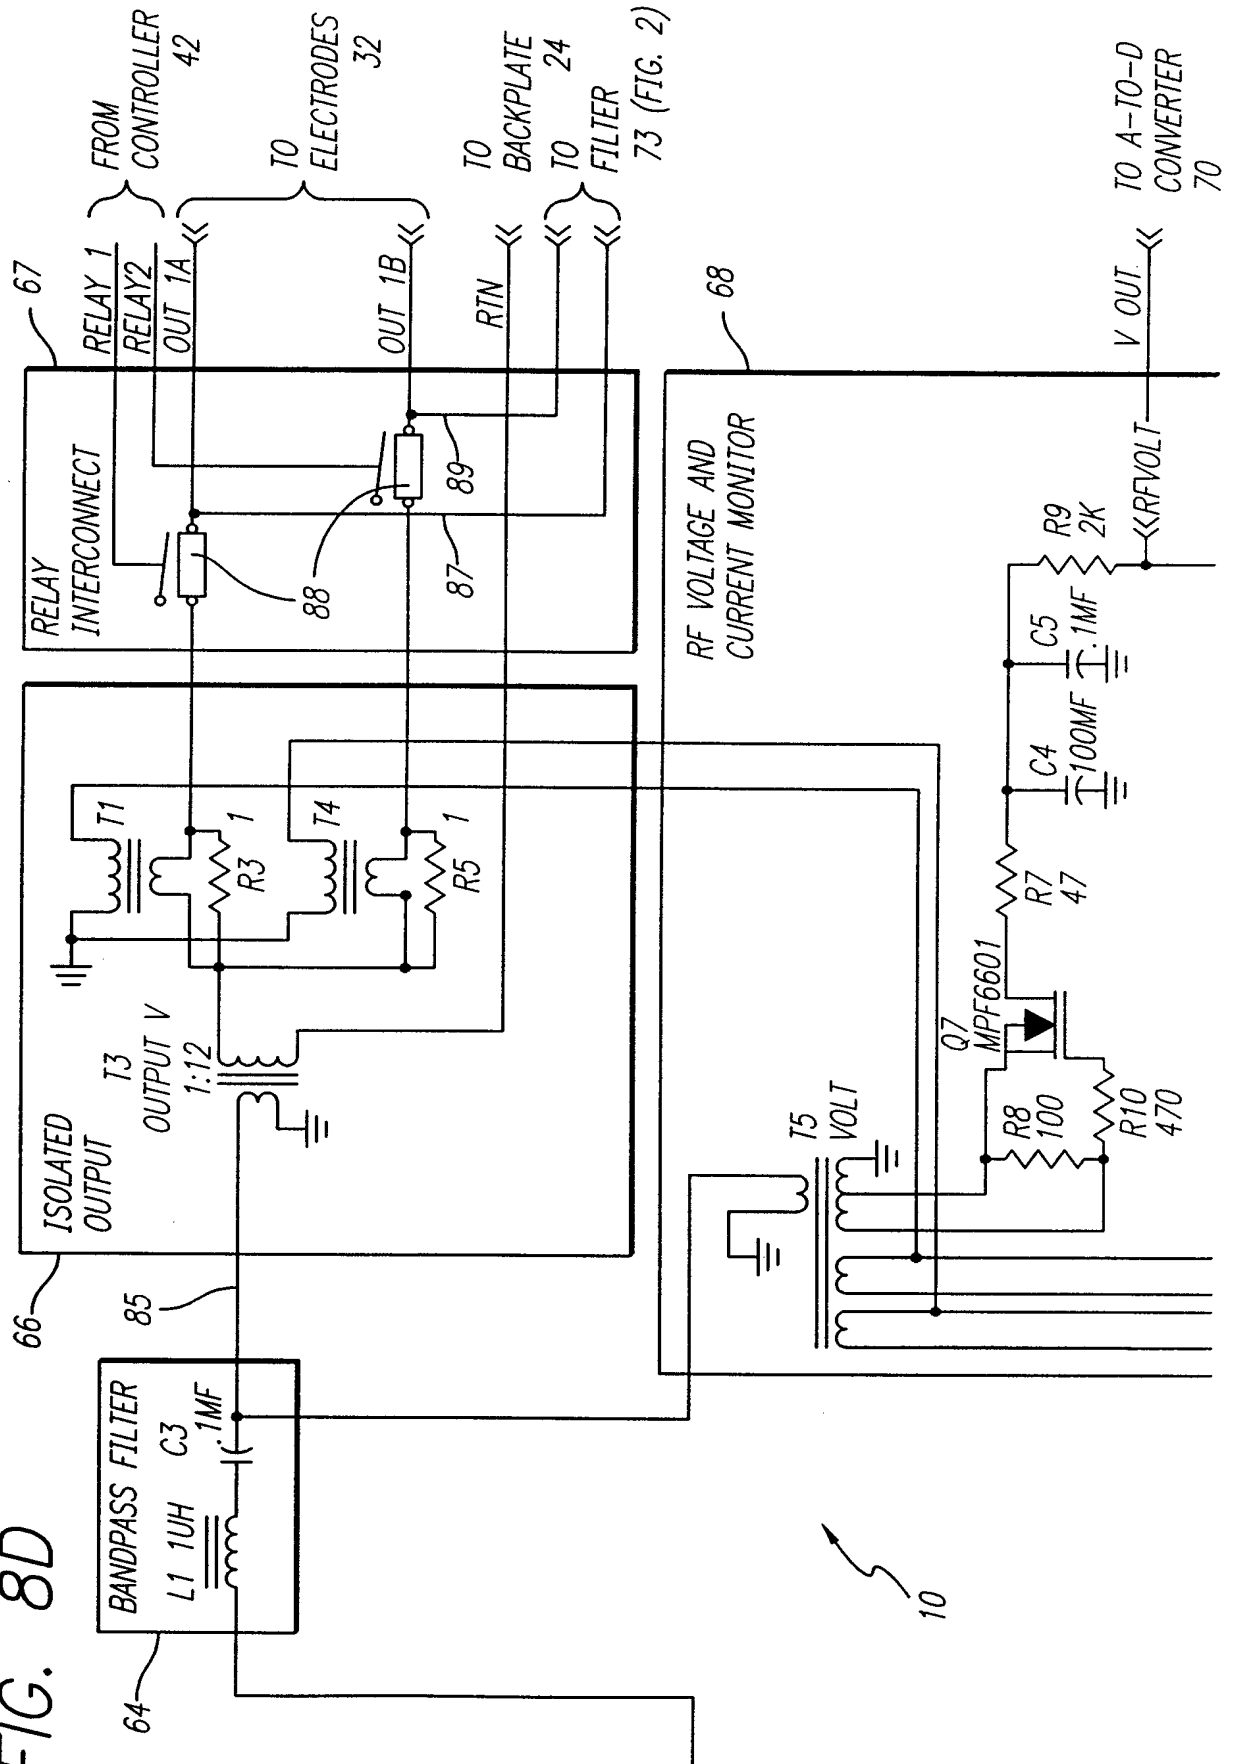 FIG. 8D
64
BANDPASS FILTER
L1 1UH
C3
.1MF
85
66
ISOLATED
OUTPUT
T3
OUTPUT V
1:12
T1
R3
1
T4
R5
1
67
RELAY
INTERCONNECT
88
87
89
RELAY 1
RELAY2
OUT 1A
OUT 1B
RTN
FROM
CONTROLLER
42
TO
ELECTRODES
32
TO
BACKPLATE
24
TO
FILTER
73 (FIG. 2)
68
RF VOLTAGE AND
CURRENT MONITOR
T5
VOLT
R8
100
R10
470
Q7
MPF6601
R7
47
C4
100MF
C5
.1MF
R9
2K
RFVOLT
V OUT
TO A-TO-D
CONVERTER
70
10